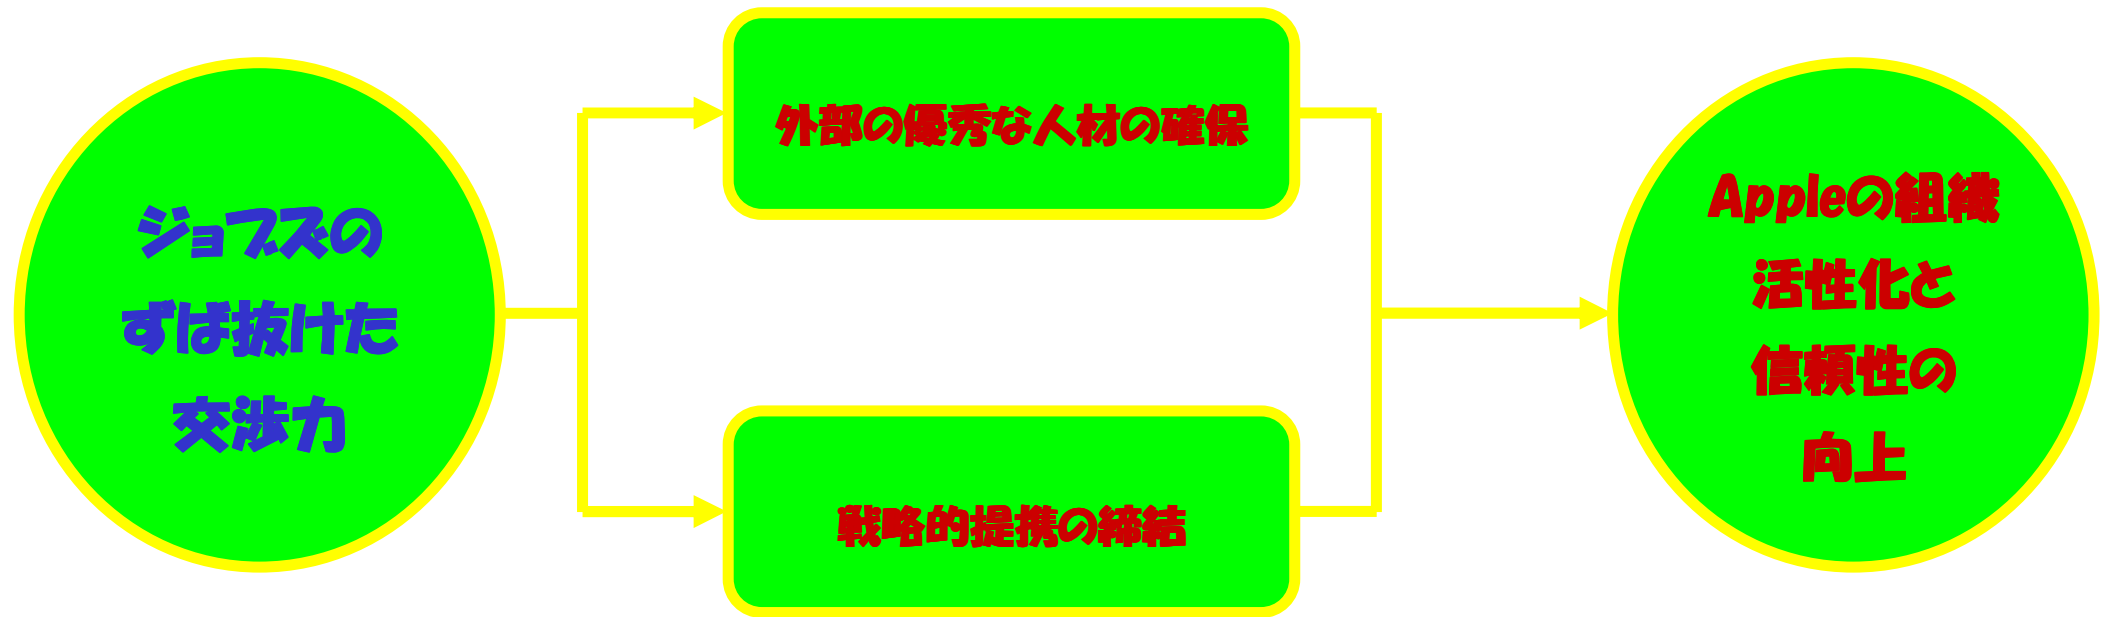 ジョブズの
ずば抜けた
交渉力
外部の優秀な人材の確保
戦略的提携の締結
Appleの組織
活性化と
信頼性の
向上